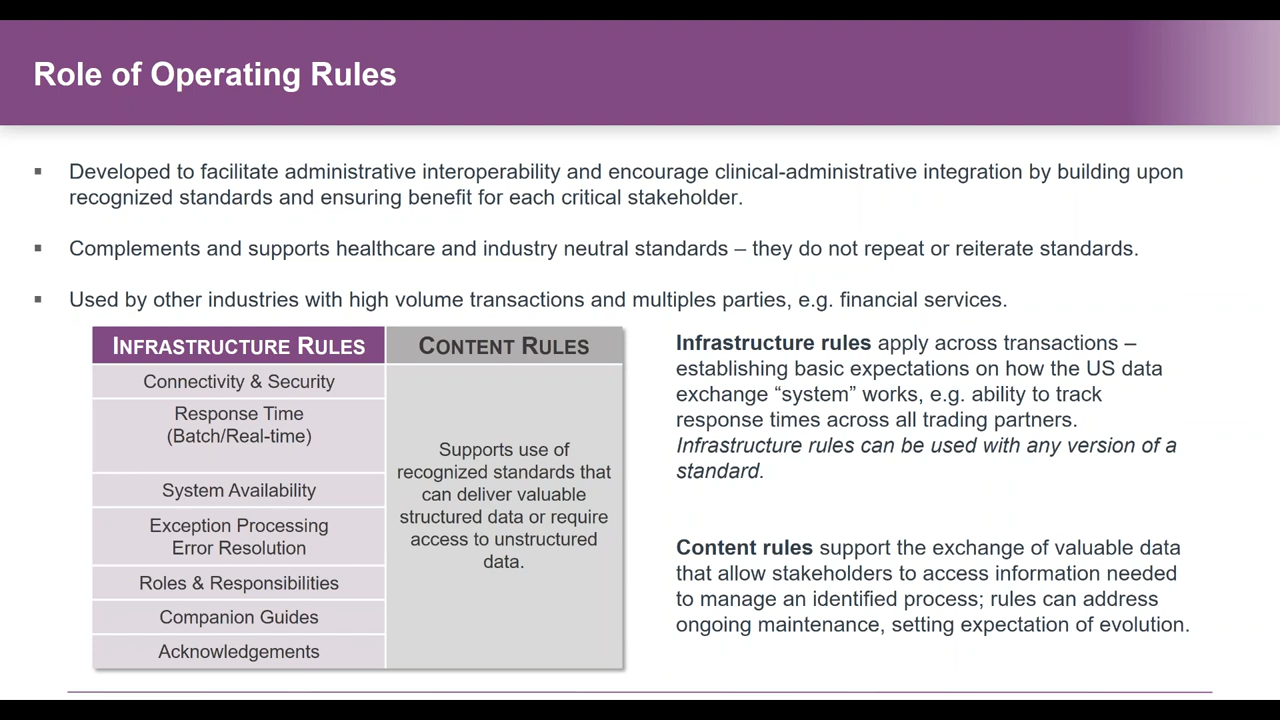 Role of Operating Rules
▪ Developed to facilitate administrative interoperability and encourage clinical-administrative integration by building upon
recognized standards and ensuring benefit for each critical stakeholder.
▪ Complements and supports healthcare and industry neutral standards – they do not repeat or reiterate standards.
▪ Used by other industries with high volume transactions and multiples parties, e.g. financial services.
INFRASTRUCTURE RULES
Connectivity & Security
Response Time
(Batch/Real-time)
System Availability
Exception Processing
Error Resolution
Roles & Responsibilities
Companion Guides
Acknowledgements
CONTENT RULES
Supports use of
recognized standards that
can deliver valuable
structured data or require
access to unstructured
data.
Infrastructure rules apply across transactions –
establishing basic expectations on how the US data
exchange “system” works, e.g. ability to track
response times across all trading partners.
Infrastructure rules can be used with any version of a
standard.
Content rules support the exchange of valuable data
that allow stakeholders to access information needed
to manage an identified process; rules can address
ongoing maintenance, setting expectation of evolution.